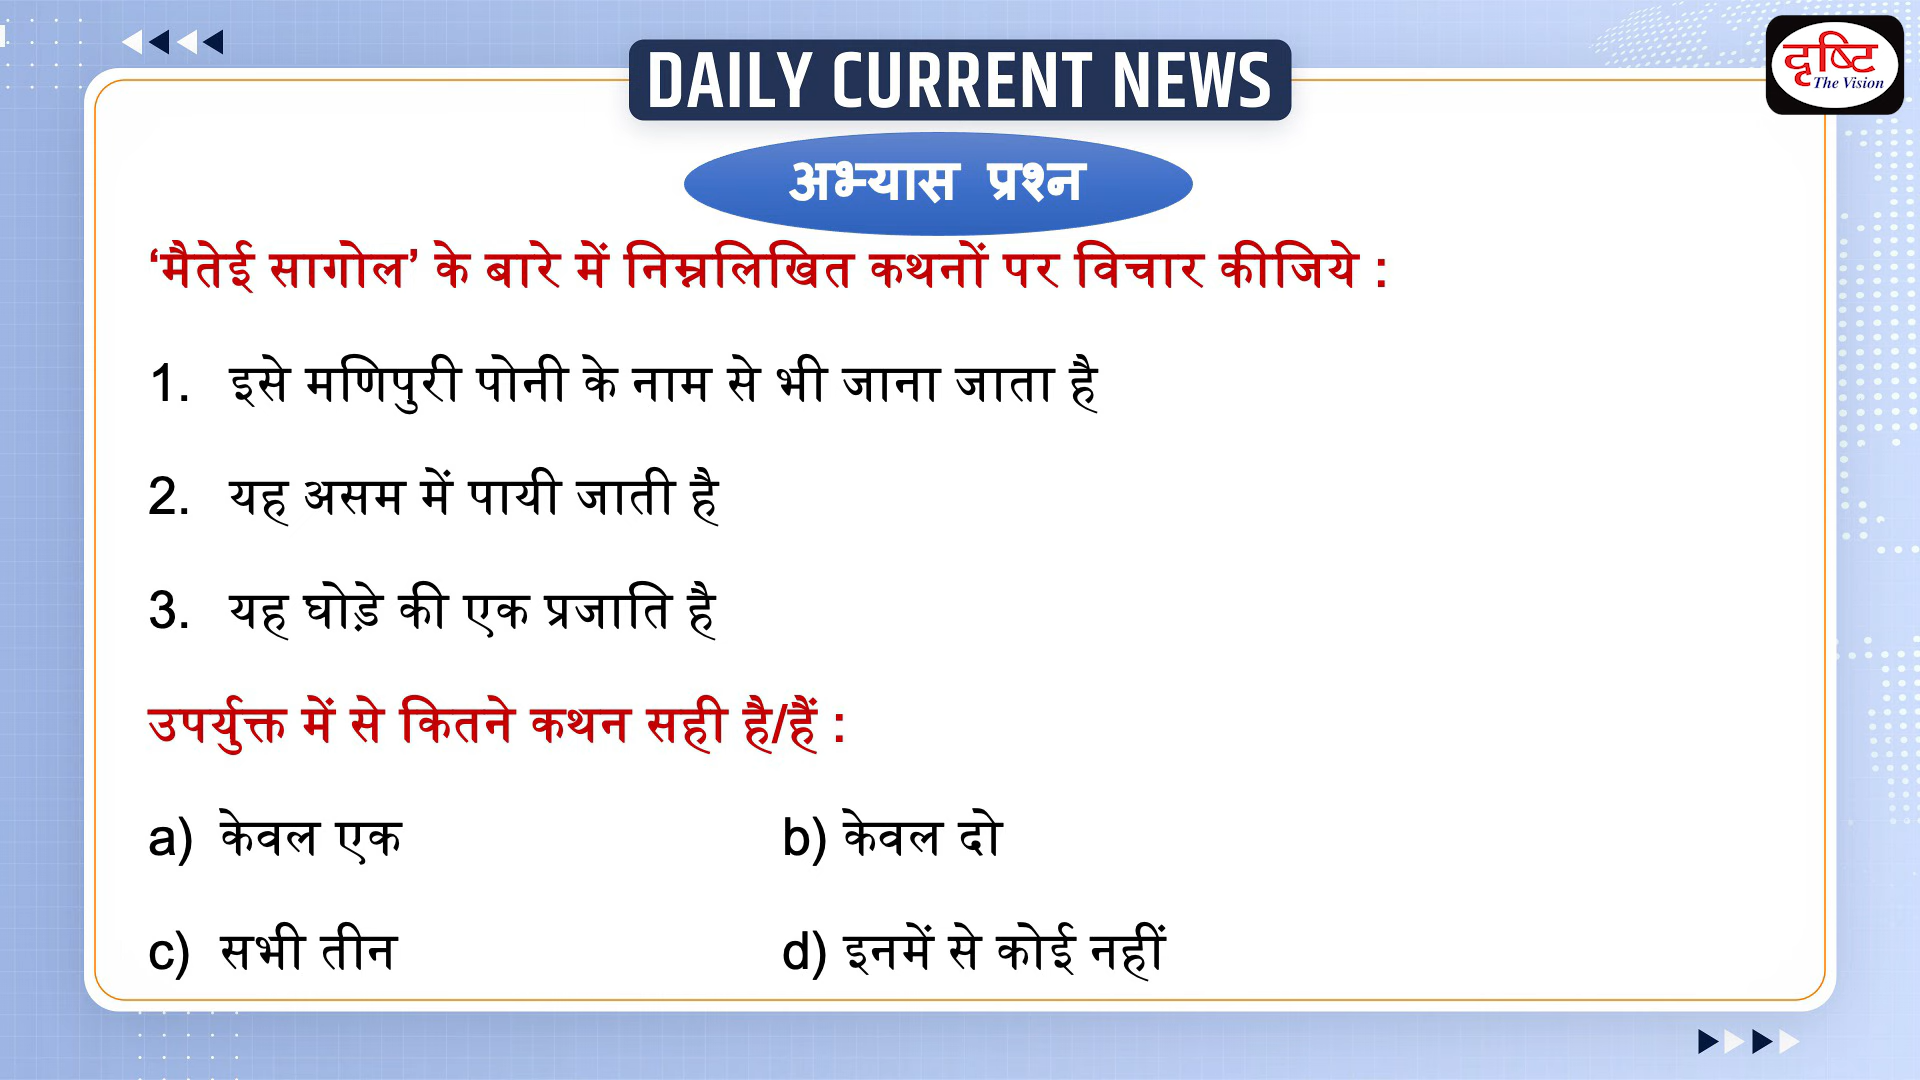 DAILY CURRENT NEWS
दृष्टि
The Vision
अभ्यास प्रश्न
‘मैतेई सागोल’ के बारे में निम्नलिखित कथनों पर विचार कीजिये :
1. इसे मणिपुरी पोनी के नाम से भी जाना जाता है
2. यह असम में पायी जाती है
3. यह घोड़े की एक प्रजाति है
उपर्युक्त में से कितने कथन सही है/हैं :
a) केवल एक b) केवल दो
c) सभी तीन d) इनमें से कोई नहीं